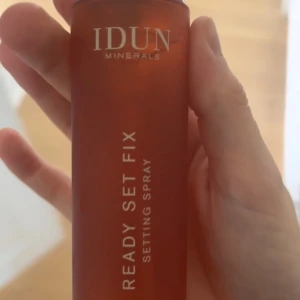 IDUN
MINERALS
READY SET FIX
SETTING SPRAY